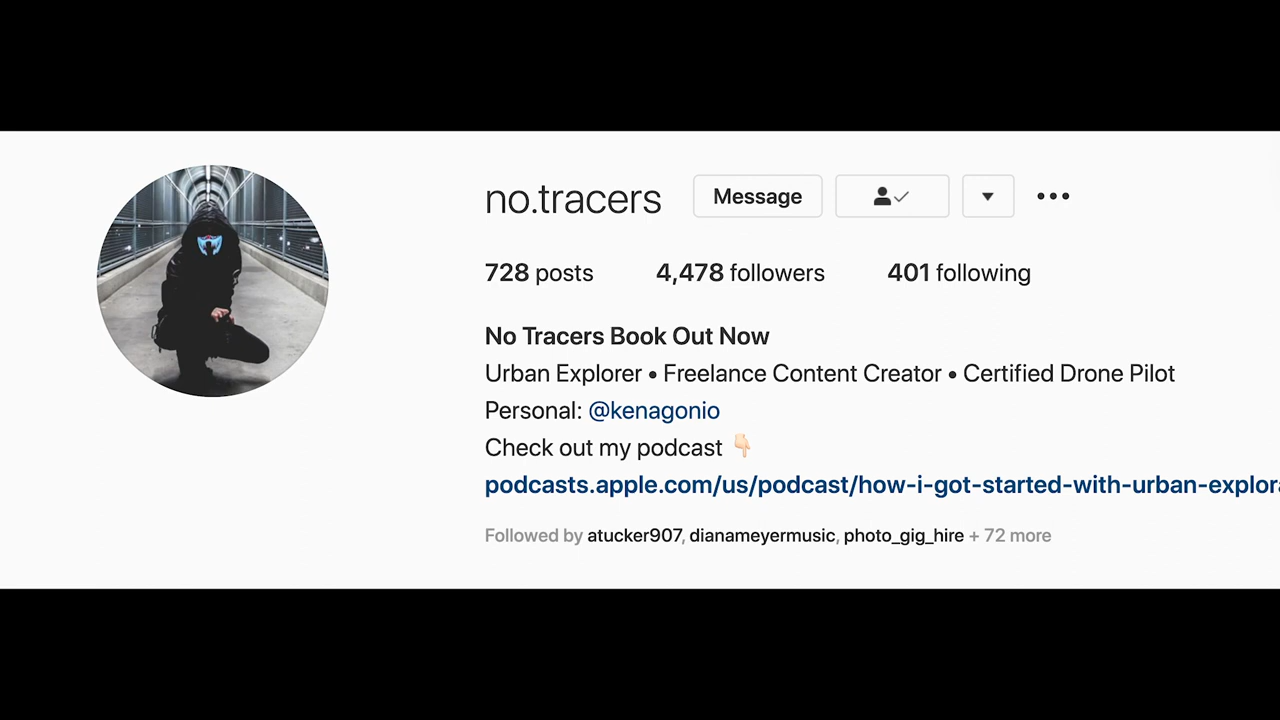 no.tracers Message
728 posts 4,478 followers 401 following
No Tracers Book Out Now
Urban Explorer • Freelance Content Creator • Certified Drone Pilot
Personal: @kenagonio
Check out my podcast 👇🏻
podcasts.apple.com/us/podcast/how-i-got-started-with-urban-explor
Followed by atucker907, dianameyermusic, photo_gig_hire + 72 more